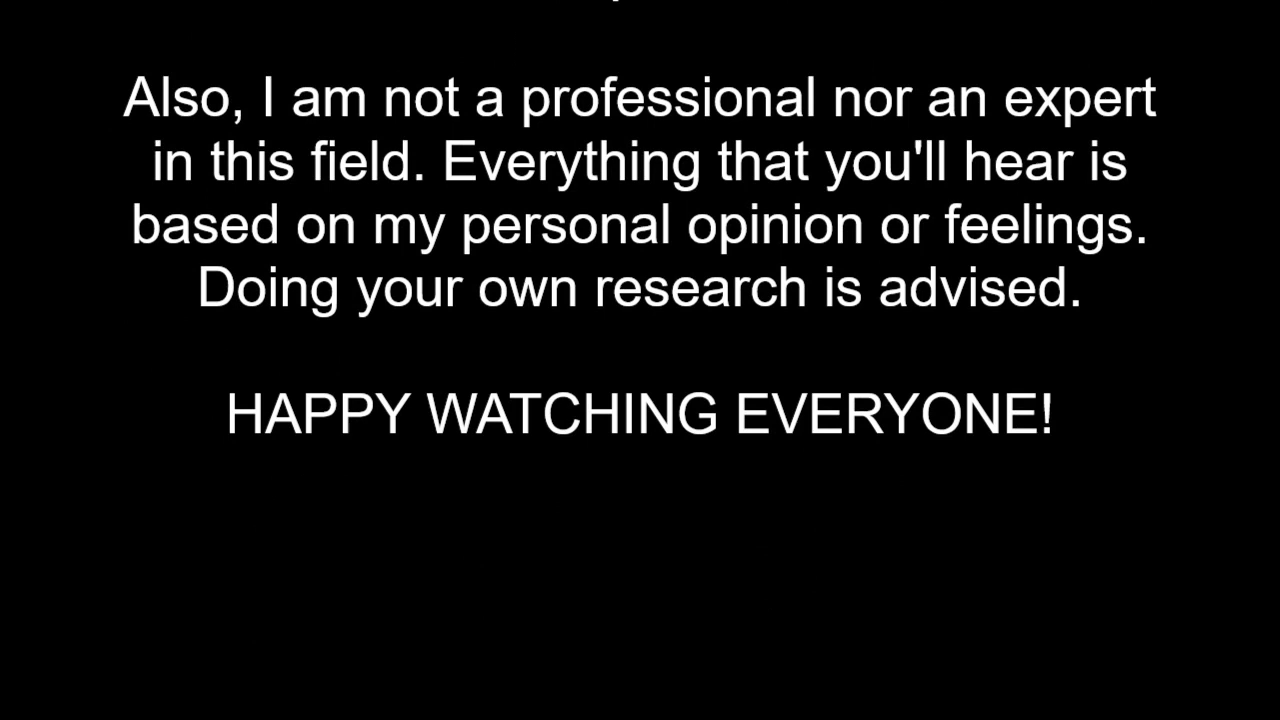 Also, I am not a professional nor an expert
in this field. Everything that you'll hear is
based on my personal opinion or feelings.
Doing your own research is advised.
HAPPY WATCHING EVERYONE!